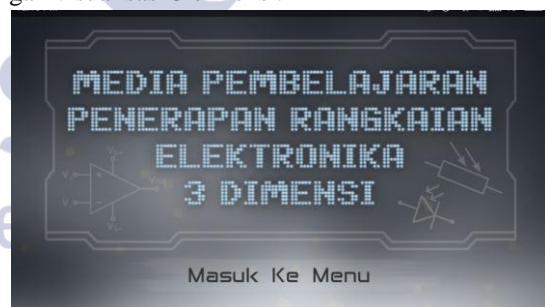 MEDIA PEMBELAJARAN
PENERAPAN RANGKAIAN
ELEKTRONIKA
3 DIMENSI
Masuk Ke Menu